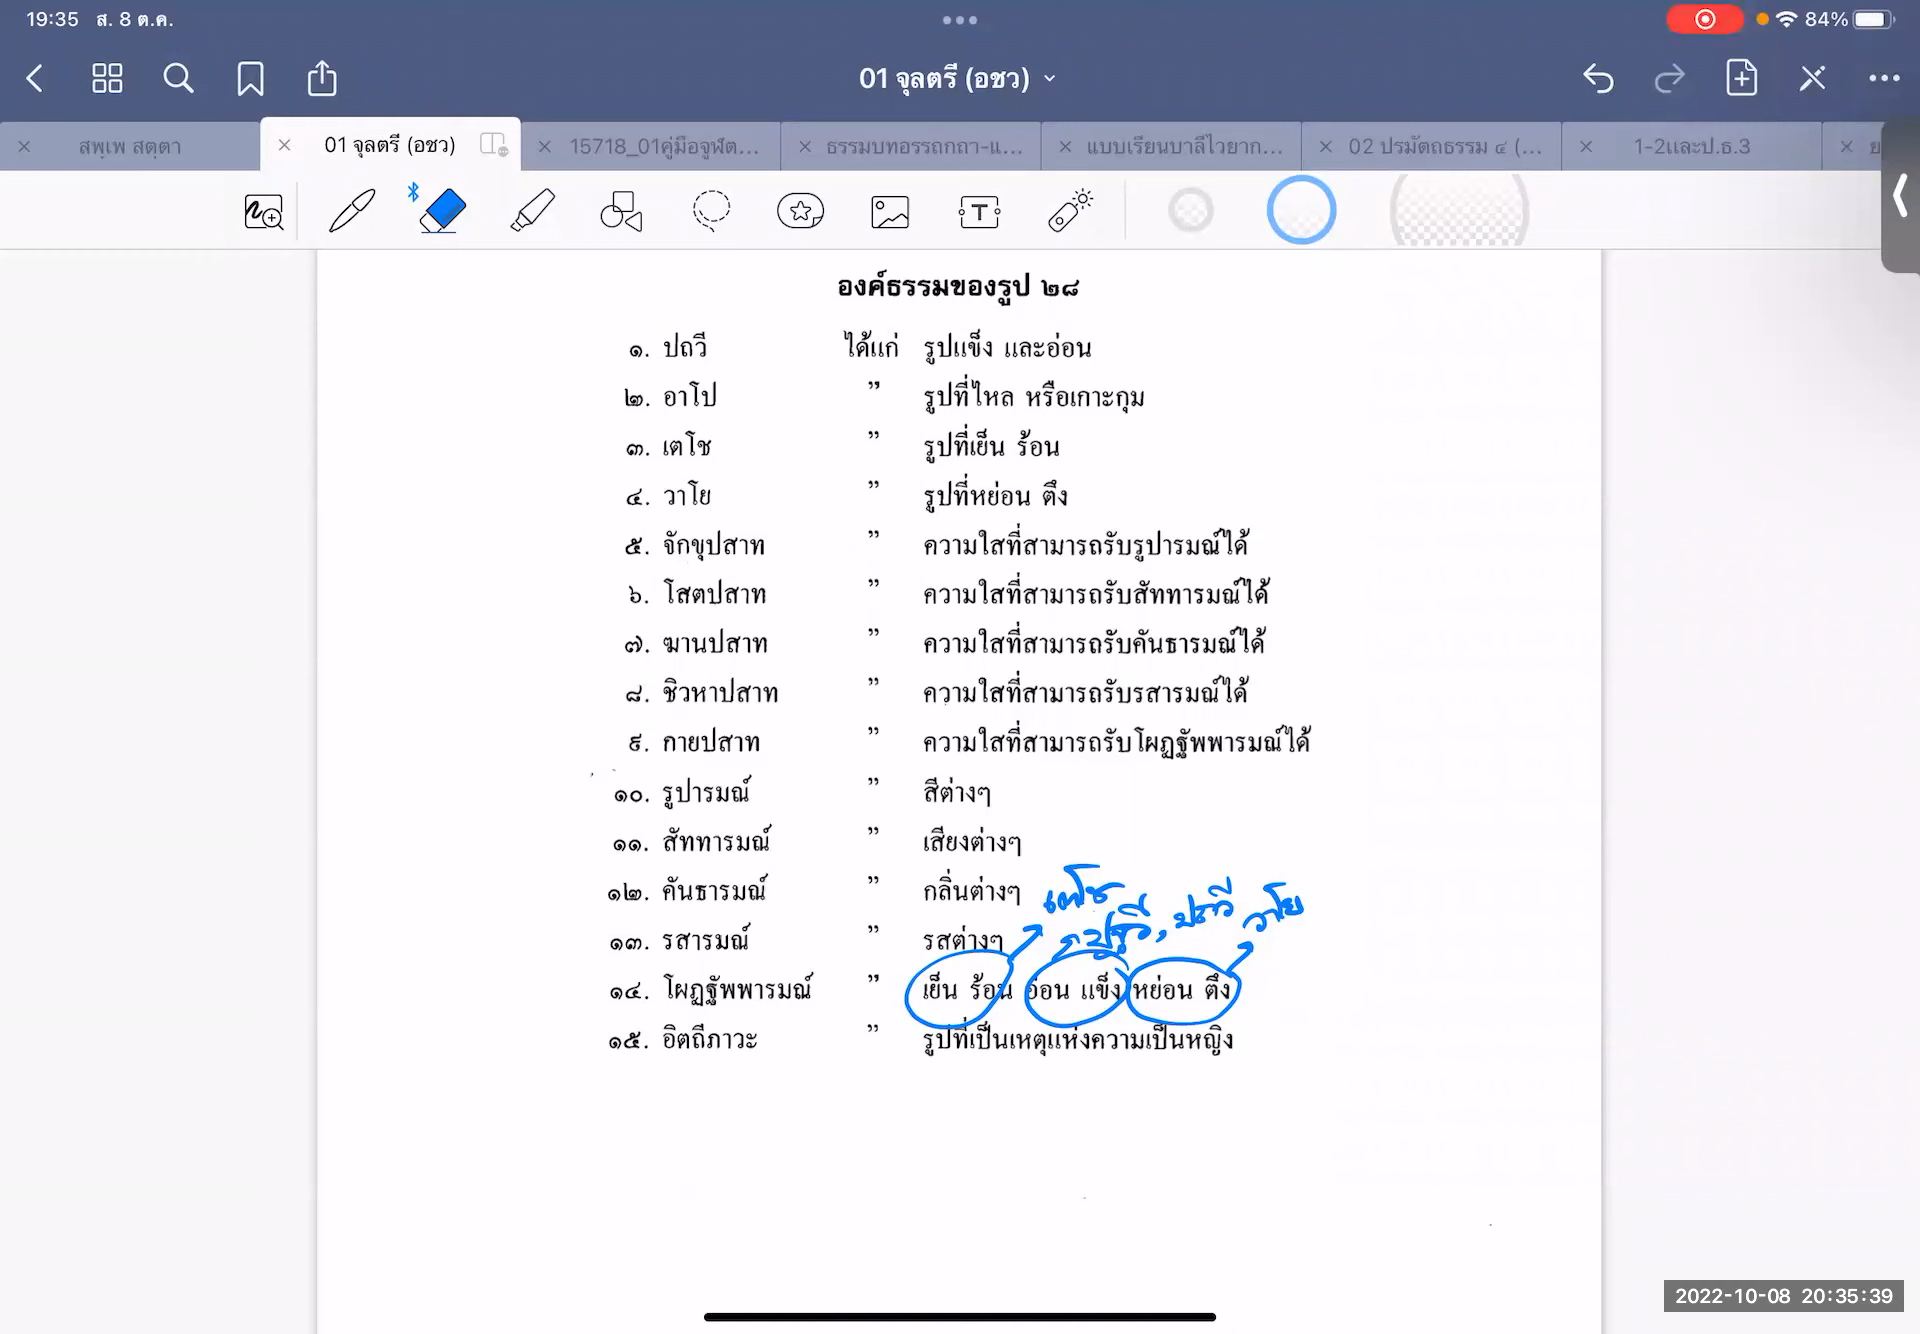 19:35 ส. 8 ต.ค.
84%
01 จุลตรี (อชว)
สพฺเพ สตฺตา
01 จุลตรี (อชว)
15718_01คู่มือจูฬต...
ธรรมบทอรรถกถา-แ...
แบบเรียนบาลีไวยาก...
02 ปรมัตถธรรม ๔ (...
1-2และป.ธ.3
ย
องค์ธรรมของรูป ๒๘
๑. ปถวี ได้แก่ รูปแข็ง และอ่อน
๒. อาโป ” รูปที่ไหล หรือเกาะกุม
๓. เตโช ” รูปที่เย็น ร้อน
๔. วาโย ” รูปที่หย่อน ตึง
๕. จักขุปสาท ” ความใสที่สามารถรับรูปารมณ์ได้
๖. โสตปสาท ” ความใสที่สามารถรับสัททารมณ์ได้
๗. ฆานปสาท ” ความใสที่สามารถรับคันธารมณ์ได้
๘. ชิวหาปสาท ” ความใสที่สามารถรับรสารมณ์ได้
๙. กายปสาท ” ความใสที่สามารถรับโผฏฐัพพารมณ์ได้
๑๐. รูปารมณ์ ” สีต่างๆ
๑๑. สัททารมณ์ ” เสียงต่างๆ
๑๒. คันธารมณ์ ” กลิ่นต่างๆ
เตโช ปฐวี, ปถวี วาโย
๑๓. รสารมณ์ ” รสต่างๆ
๑๔. โผฏฐัพพารมณ์ ” เย็น ร้อน อ่อน แข็ง หย่อน ตึง
๑๕. อิตถีภาวะ ” รูปที่เป็นเหตุแห่งความเป็นหญิง
2022-10-08 20:35:39